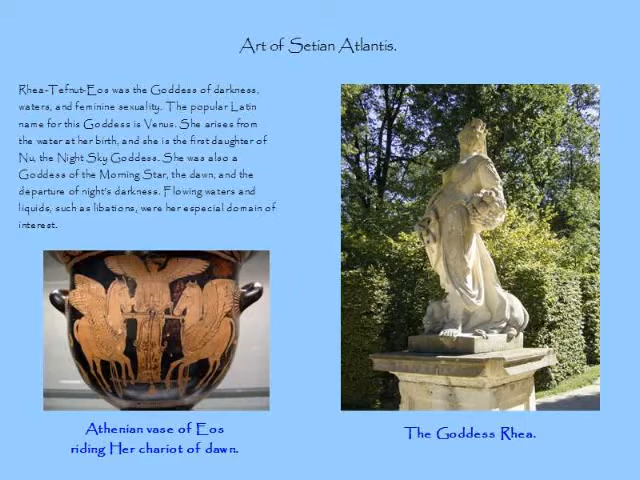 Art of Setian Atlantis.
Rhea-Tefnut-Eos was the Goddess of darkness,
waters, and feminine sexuality. The popular Latin
name for this Goddess is Venus. She arises from
the water at her birth, and she is the first daughter of
Nu, the Night Sky Goddess. She was also a
Goddess of the Morning Star, the dawn, and the
departure of night's darkness. Flowing waters and
liquids, such as libations, were her especial domain of
interest.
Athenian vase of Eos
riding Her chariot of dawn.
The Goddess Rhea.